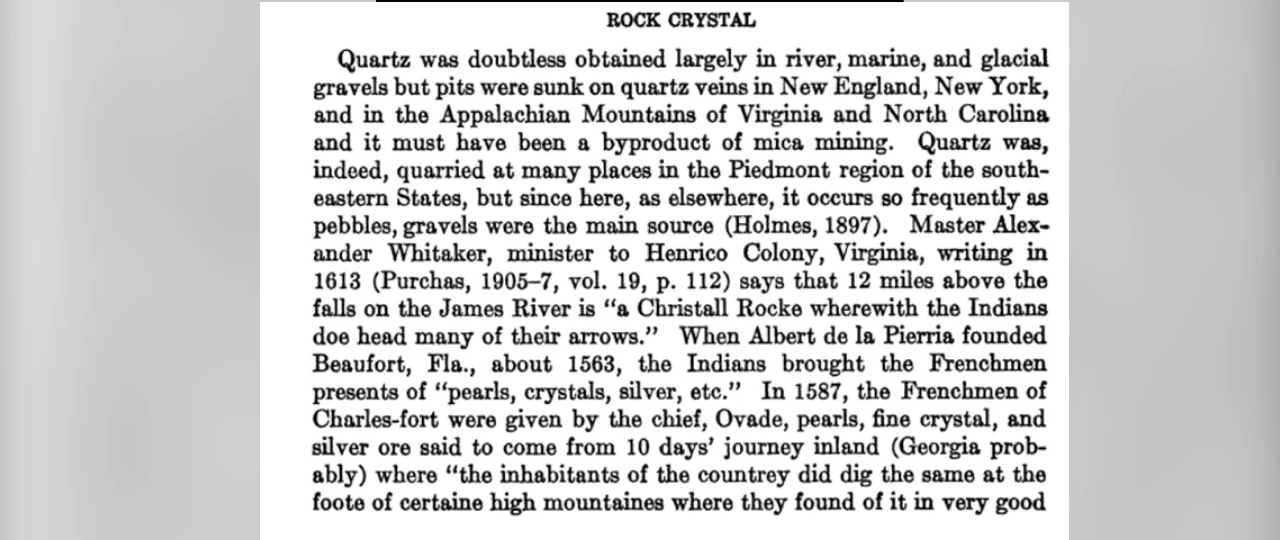 ROCK CRYSTAL
Quartz was doubtless obtained largely in river, marine, and glacial
gravels but pits were sunk on quartz veins in New England, New York,
and in the Appalachian Mountains of Virginia and North Carolina
and it must have been a byproduct of mica mining. Quartz was,
indeed, quarried at many places in the Piedmont region of the south-
eastern States, but since here, as elsewhere, it occurs so frequently as
pebbles, gravels were the main source (Holmes, 1897). Master Alex-
ander Whitaker, minister to Henrico Colony, Virginia, writing in
1613 (Purchas, 1905–7, vol. 19, p. 112) says that 12 miles above the
falls on the James River is “a Christall Rocke wherewith the Indians
doe head many of their arrows.” When Albert de la Pierria founded
Beaufort, Fla., about 1563, the Indians brought the Frenchmen
presents of “pearls, crystals, silver, etc.” In 1587, the Frenchmen of
Charles-fort were given by the chief, Ovade, pearls, fine crystal, and
silver ore said to come from 10 days’ journey inland (Georgia prob-
ably) where “the inhabitants of the countrey did dig the same at the
foote of certaine high mountaines where they found of it in very good